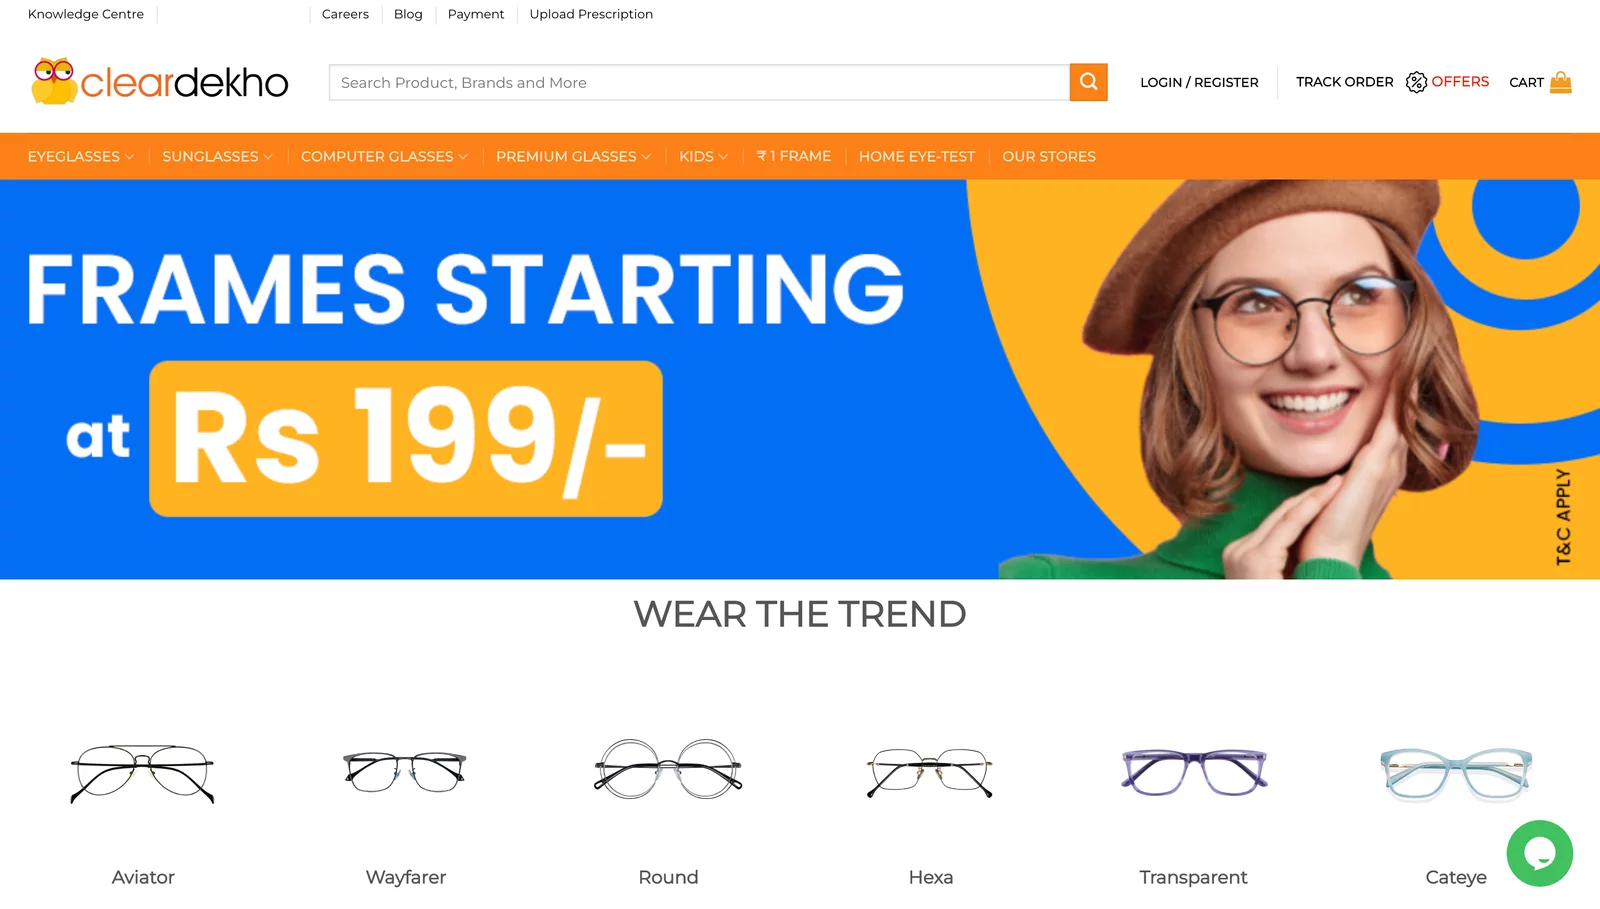 Knowledge Centre
Careers
Blog
Payment
Upload Prescription
cleardekho
Search Product, Brands and More
LOGIN / REGISTER
TRACK ORDER
OFFERS
CART
EYEGLASSES
SUNGLASSES
COMPUTER GLASSES
PREMIUM GLASSES
KIDS
₹ 1 FRAME
HOME EYE-TEST
OUR STORES
FRAMES STARTING
at Rs 199/-
T&C APPLY
WEAR THE TREND
Aviator
Wayfarer
Round
Hexa
Transparent
Cateye